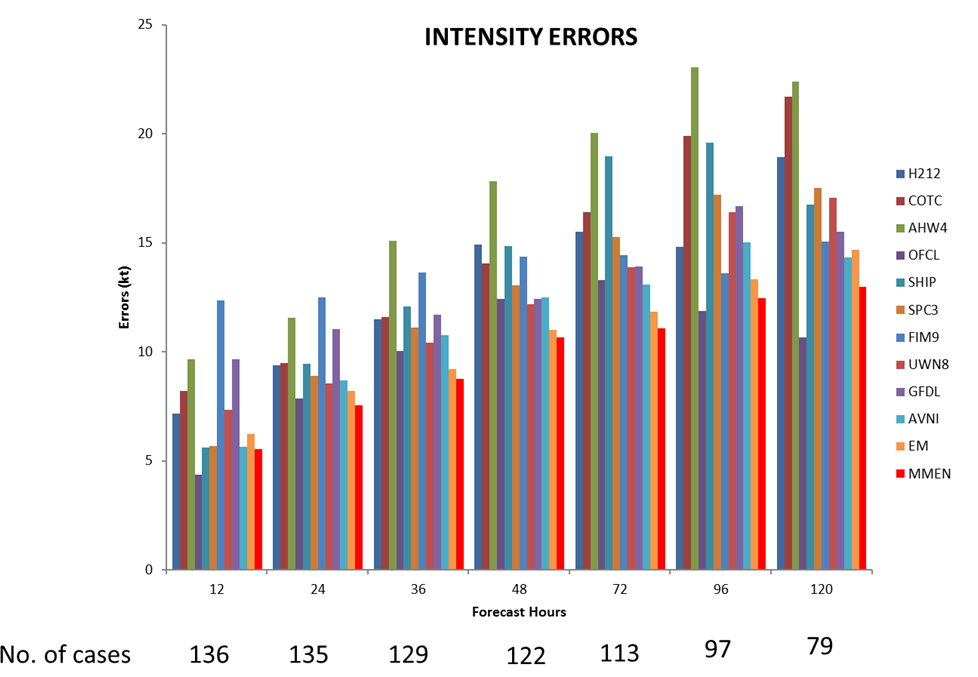 INTENSITY ERRORS
25
20
15
10
5
0
Errors (kt)
12 24 36 48 72 96 120
Forecast Hours
H212
COTC
AHW4
OFCL
SHIP
SPC3
FIM9
UWN8
GFDL
AVNI
EM
MMEN
No. of cases 136 135 129 122 113 97 79